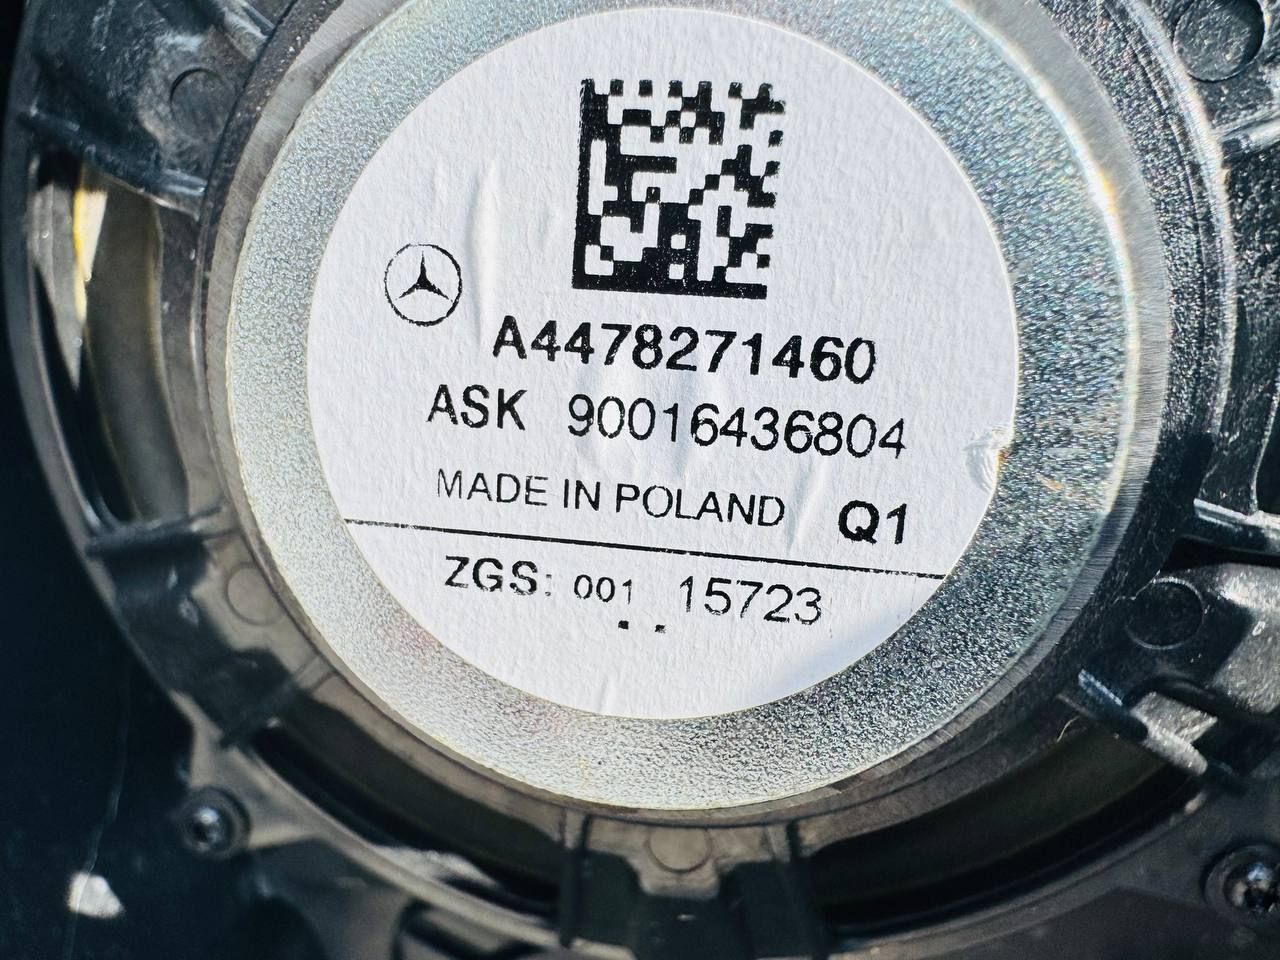 A4478271460
ASK 90016436804
MADE IN POLAND Q1
ZGS: 001 15723